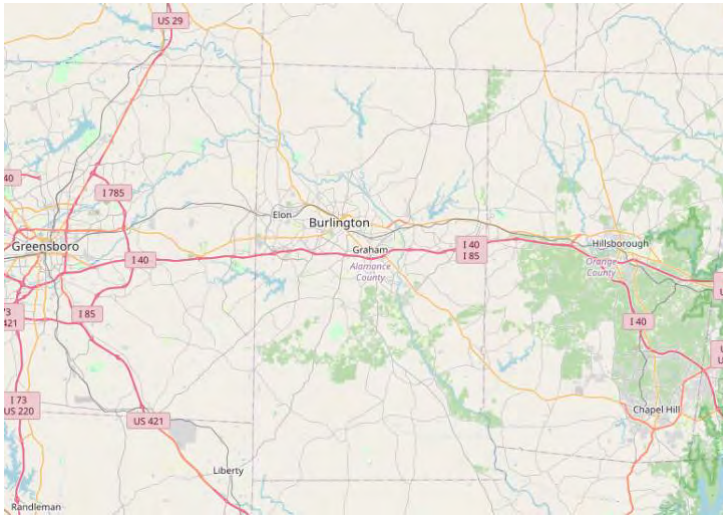 US 29
40
I 785
Elon
Burlington
Greensboro
Graham
I 40
I 85
Hillsborough
I 40
Alamance
County
Orange
County
73
421
I 85
I 40
I 73
US 220
US 421
Chapel Hill
Liberty
Randleman